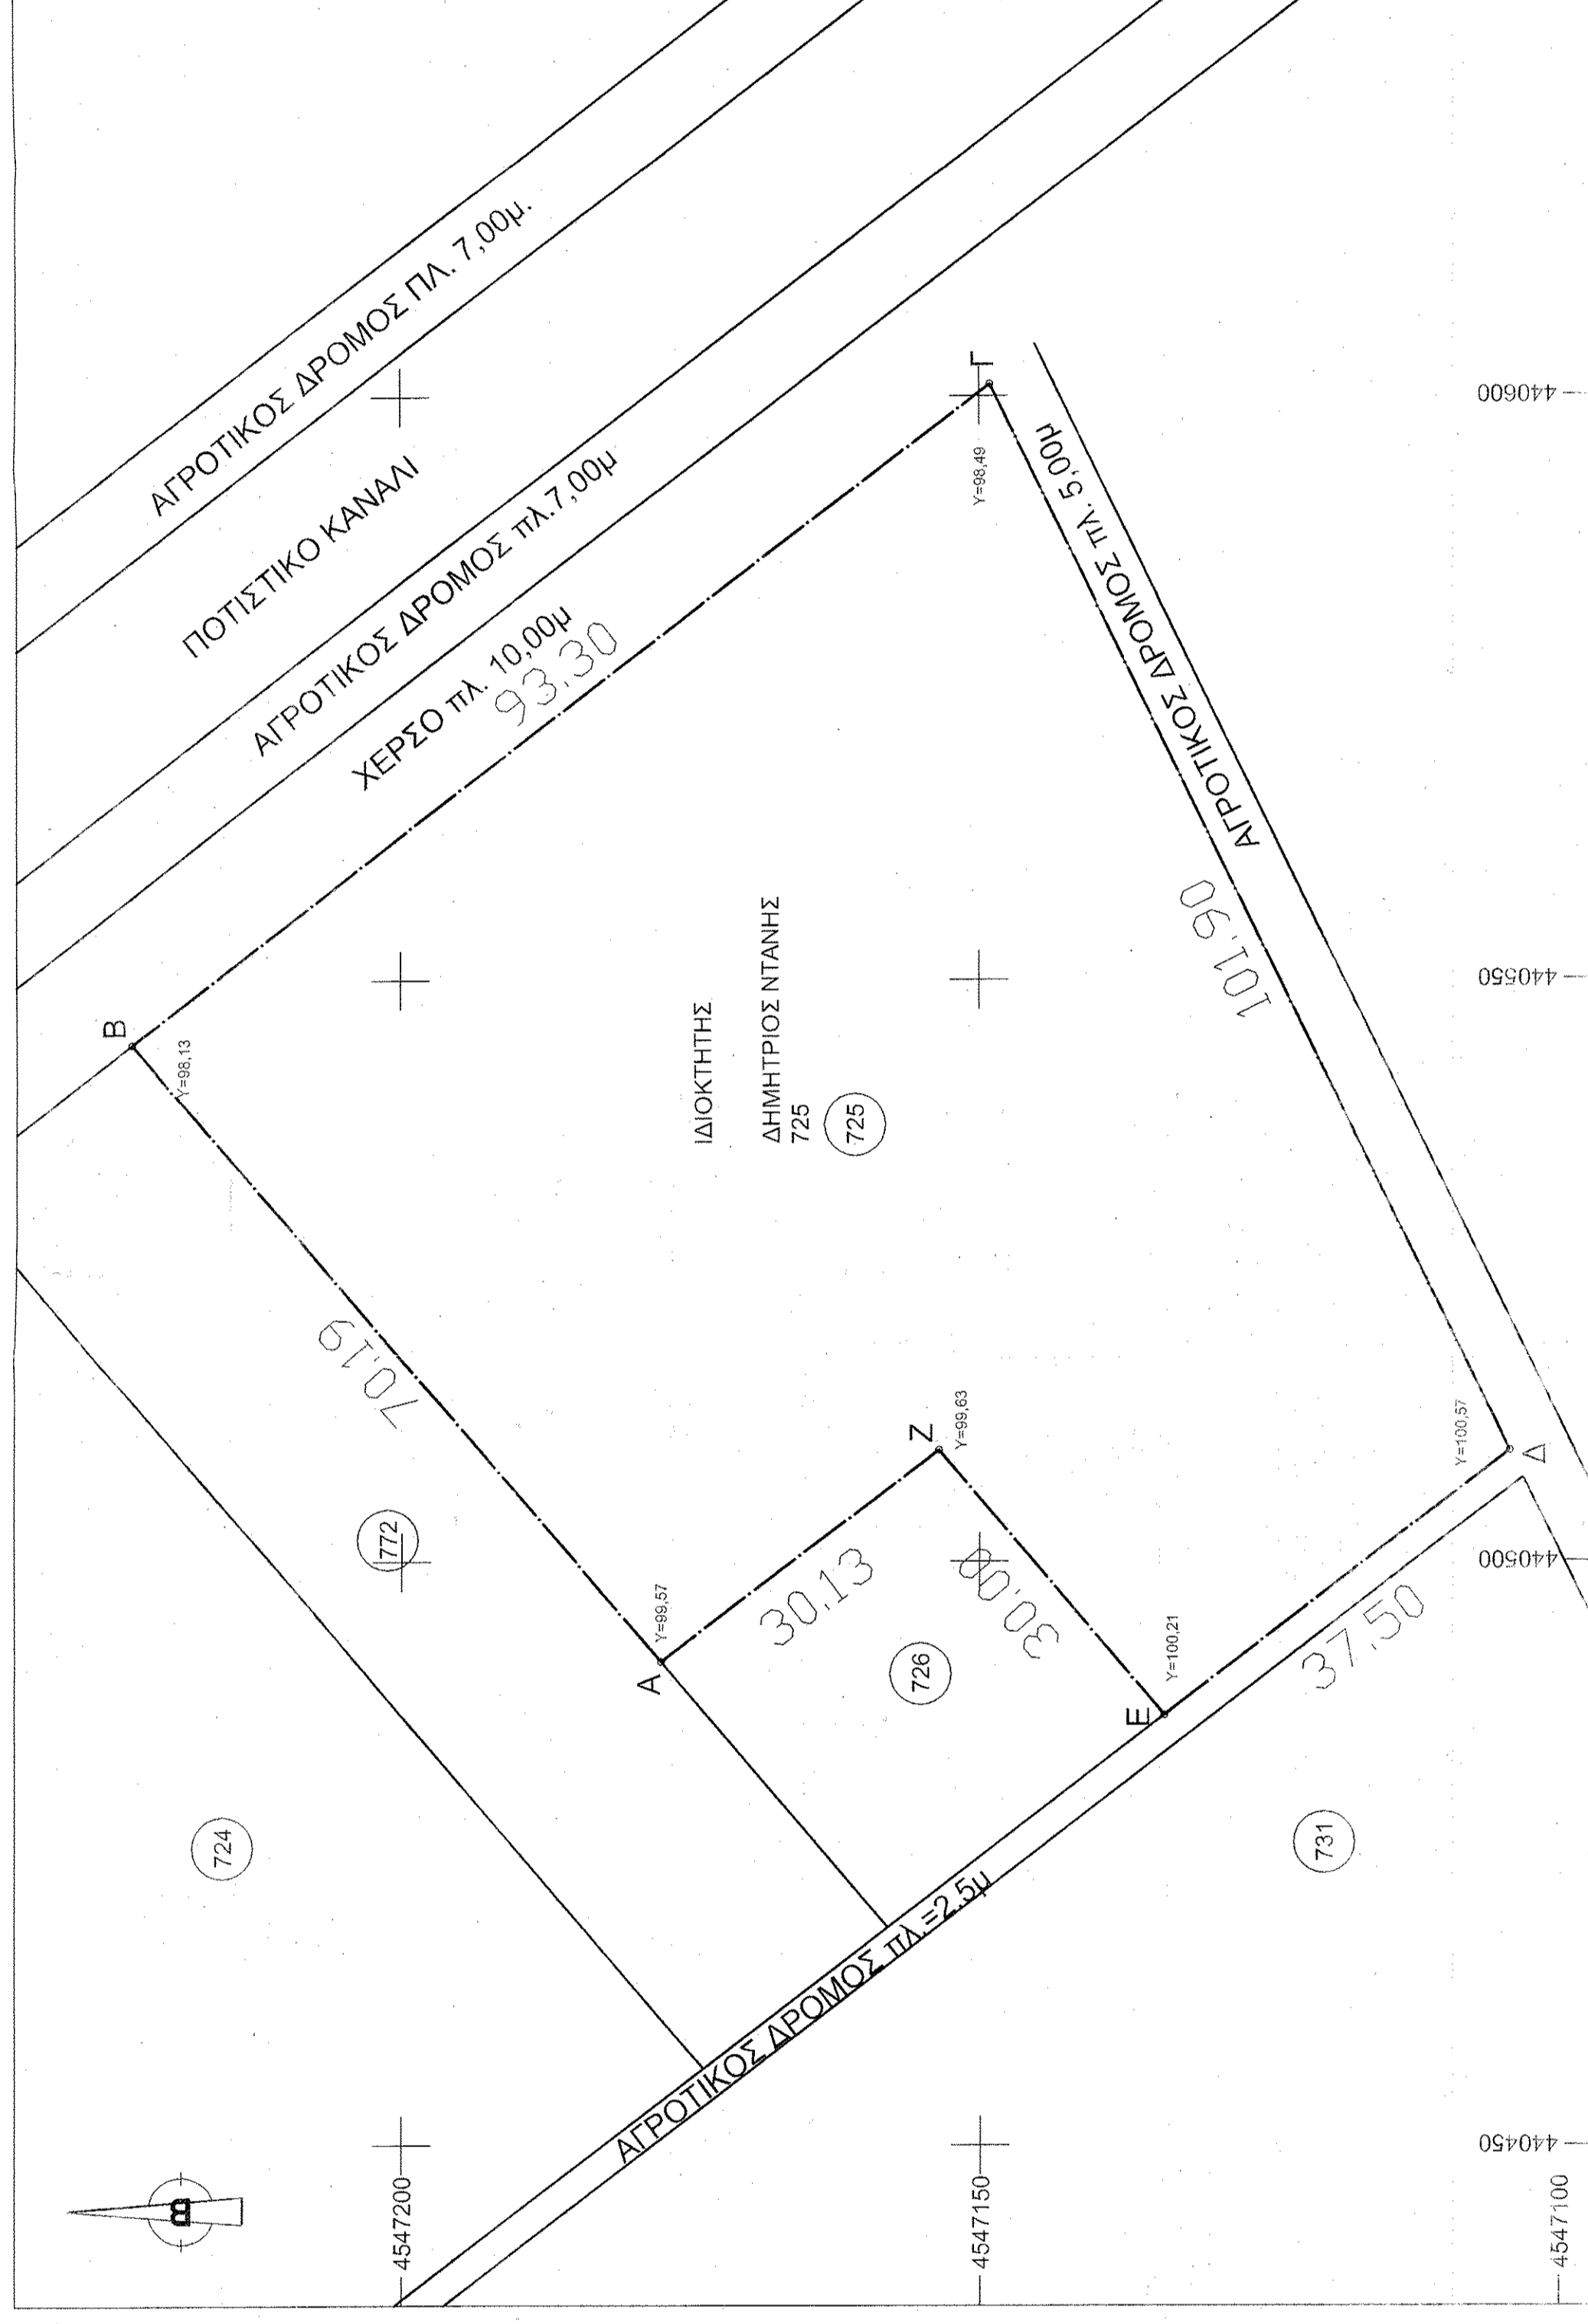 ΑΓΡΟΤΙΚΟΣ ΔΡΟΜΟΣ ΠΛ. 7,00μ.
ΠΟΤΙΣΤΙΚΟ ΚΑΝΑΛΙ
ΑΓΡΟΤΙΚΟΣ ΔΡΟΜΟΣ πλ.7,00μ
ΧΕΡΣΟ πλ. 10,00μ
93.30
B
Y=98,13
Γ
Y=98,49
ΑΓΡΟΤΙΚΟΣ ΔΡΟΜΟΣ πλ. 5,00μ
101.90
70.19
ΙΔΙΟΚΤΗΤΗΣ
ΔΗΜΗΤΡΙΟΣ ΝΤΑΝΗΣ
725
725
772
A
Y=99,57
Z
Y=99,63
30.13
30.08
726
E
Y=100,21
Δ
Y=100,57
37.50
724
731
ΑΓΡΟΤΙΚΟΣ ΔΡΟΜΟΣ πλ.=2.5μ
Β
4547200
4547150
4547100
440450
440500
440550
440600